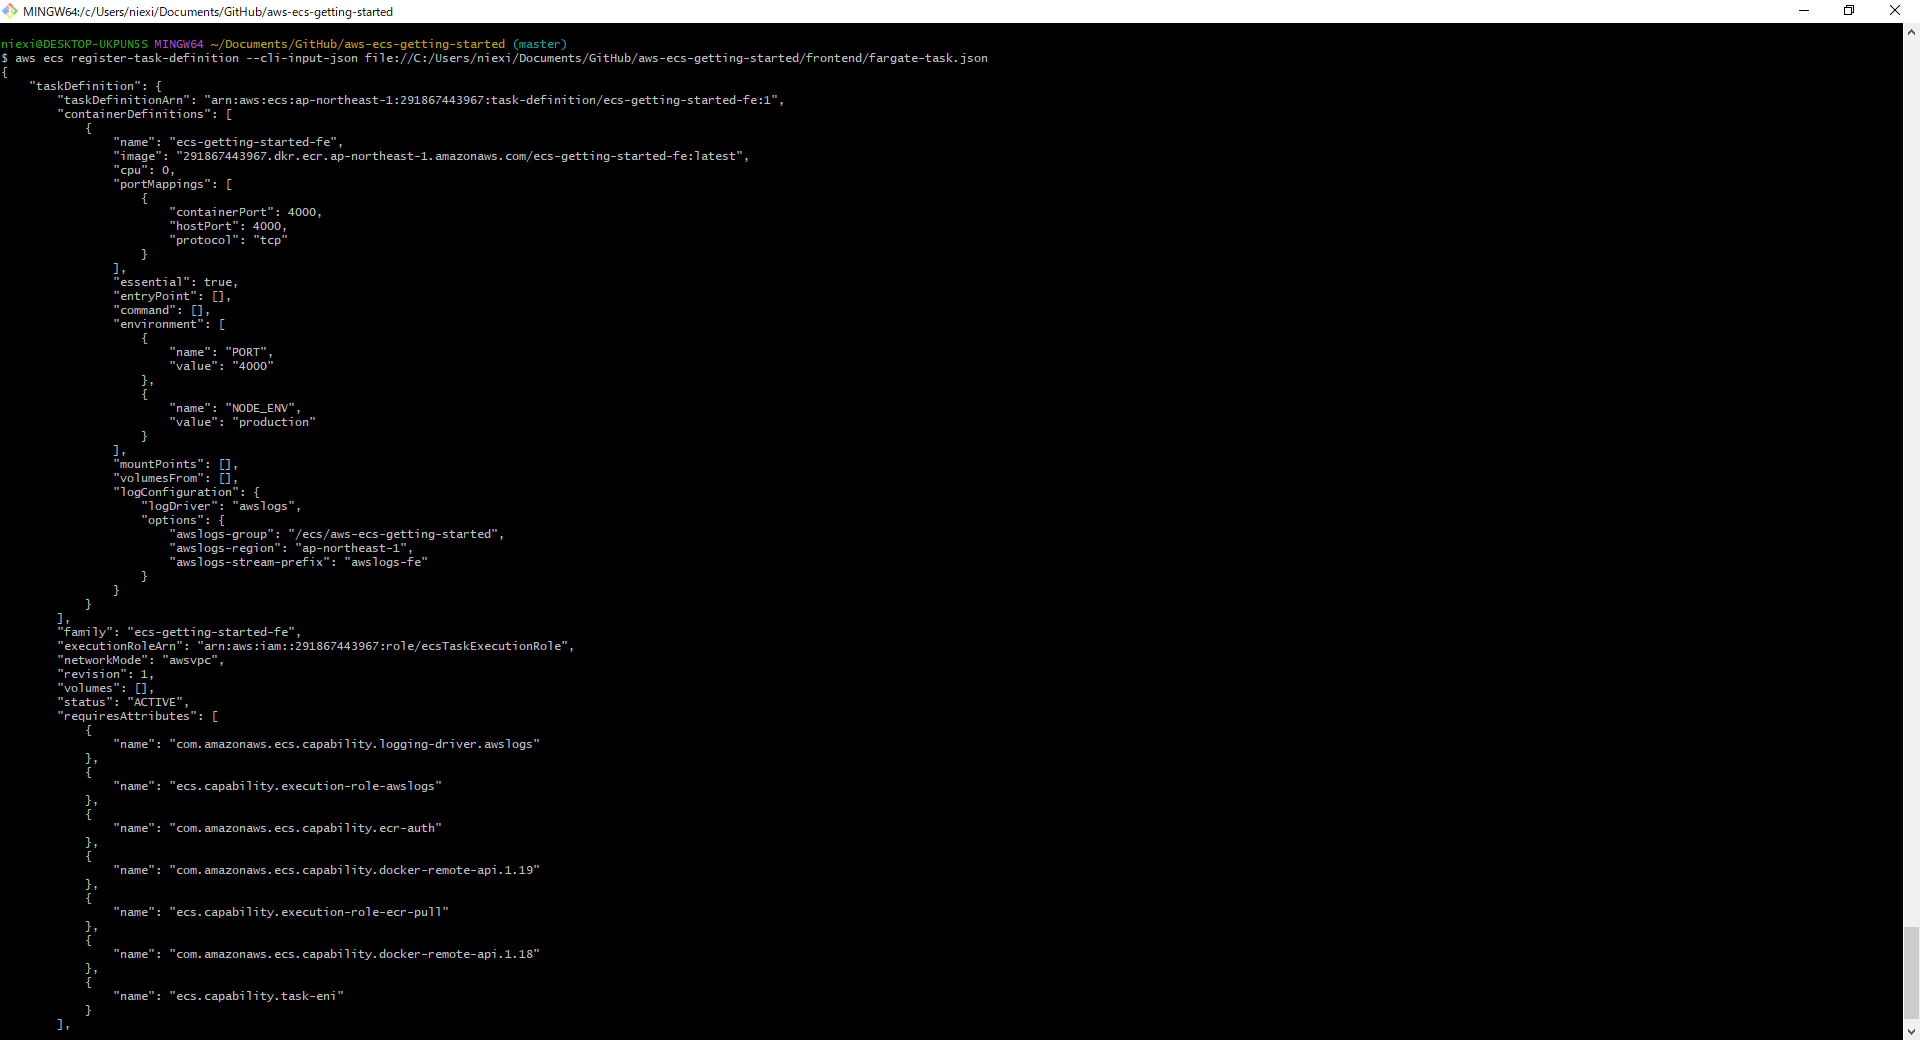 MINGW64:/c/Users/niexi/Documents/GitHub/aws-ecs-getting-started
niexi@DESKTOP-UKPUN5S MINGW64 ~/Documents/GitHub/aws-ecs-getting-started (master)
$ aws ecs register-task-definition --cli-input-json file://C:/Users/niexi/Documents/GitHub/aws-ecs-getting-started/frontend/fargate-task.json
{
    "taskDefinition": {
        "taskDefinitionArn": "arn:aws:ecs:ap-northeast-1:291867443967:task-definition/ecs-getting-started-fe:1",
        "containerDefinitions": [
            {
                "name": "ecs-getting-started-fe",
                "image": "291867443967.dkr.ecr.ap-northeast-1.amazonaws.com/ecs-getting-started-fe:latest",
                "cpu": 0,
                "portMappings": [
                    {
                        "containerPort": 4000,
                        "hostPort": 4000,
                        "protocol": "tcp"
                    }
                ],
                "essential": true,
                "entryPoint": [],
                "command": [],
                "environment": [
                    {
                        "name": "PORT",
                        "value": "4000"
                    },
                    {
                        "name": "NODE_ENV",
                        "value": "production"
                    }
                ],
                "mountPoints": [],
                "volumesFrom": [],
                "logConfiguration": {
                    "logDriver": "awslogs",
                    "options": {
                        "awslogs-group": "/ecs/aws-ecs-getting-started",
                        "awslogs-region": "ap-northeast-1",
                        "awslogs-stream-prefix": "awslogs-fe"
                    }
                }
            }
        ],
        "family": "ecs-getting-started-fe",
        "executionRoleArn": "arn:aws:iam::291867443967:role/ecsTaskExecutionRole",
        "networkMode": "awsvpc",
        "revision": 1,
        "volumes": [],
        "status": "ACTIVE",
        "requiresAttributes": [
            {
                "name": "com.amazonaws.ecs.capability.logging-driver.awslogs"
            },
            {
                "name": "ecs.capability.execution-role-awslogs"
            },
            {
                "name": "com.amazonaws.ecs.capability.ecr-auth"
            },
            {
                "name": "com.amazonaws.ecs.capability.docker-remote-api.1.19"
            },
            {
                "name": "ecs.capability.execution-role-ecr-pull"
            },
            {
                "name": "com.amazonaws.ecs.capability.docker-remote-api.1.18"
            },
            {
                "name": "ecs.capability.task-eni"
            }
        ],